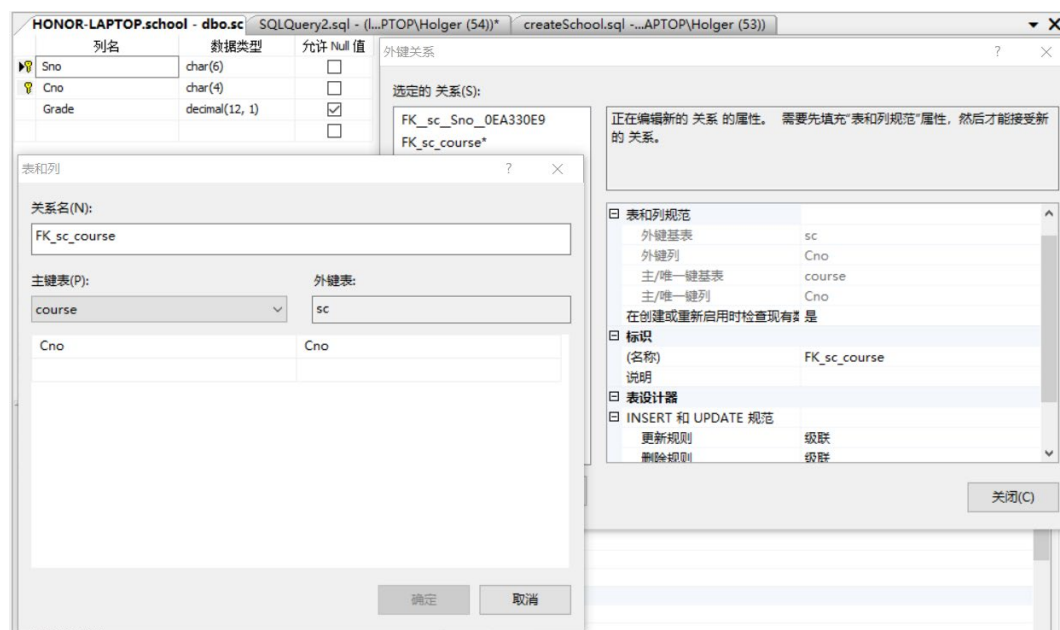 HONOR-LAPTOP.school - dbo.sc SQLQuery2.sql - (l...PTOP\Holger (54))* createSchool.sql -...APTOP\Holger (53))
列名 数据类型 允许 Null 值
Sno char(6)
Cno char(4)
Grade decimal(12, 1)
外键关系 ?
选定的 关系(S):
FK__sc__Sno__0EA330E9
FK_sc_course*
正在编辑新的 关系 的属性。 需要先填充“表和列规范”属性，然后才能接受新
的 关系。
表和列规范
外键基表 sc
外键列 Cno
主/唯一键基表 course
主/唯一键列 Cno
在创建或重新启用时检查现有数 是
标识
(名称) FK_sc_course
说明
表设计器
INSERT 和 UPDATE 规范
更新规则 级联
删除规则 级联
关闭(C)
表和列 ?
关系名(N):
FK_sc_course
主键表(P): 外键表:
course sc
Cno Cno
确定 取消